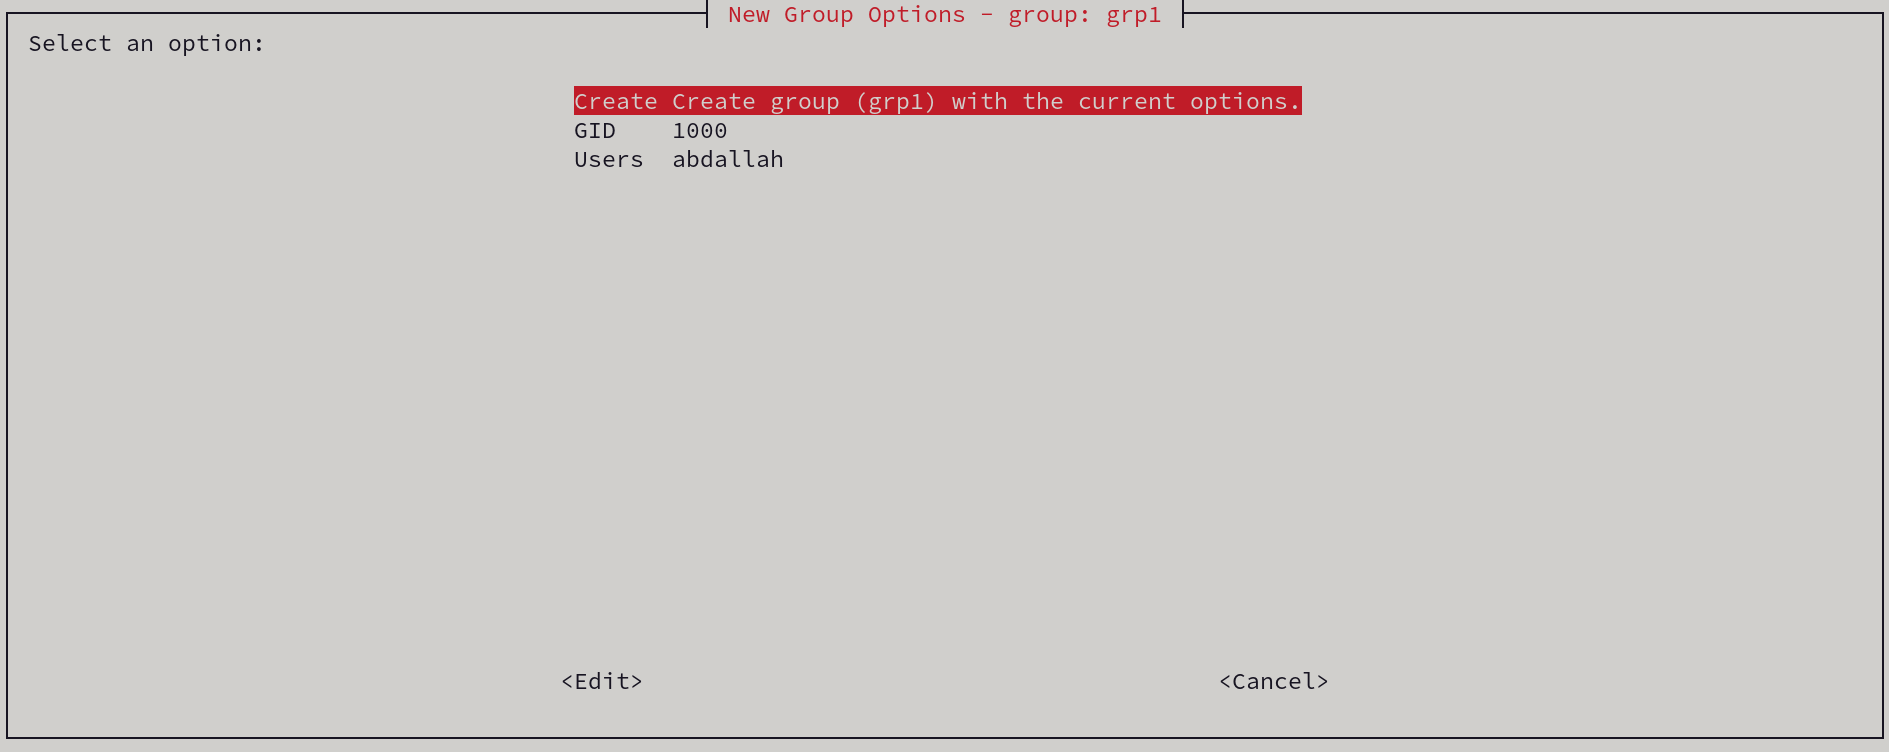 New Group Options - group: grp1
Select an option:
Create Create group (grp1) with the current options.
GID 1000
Users abdallah
<Edit> <Cancel>